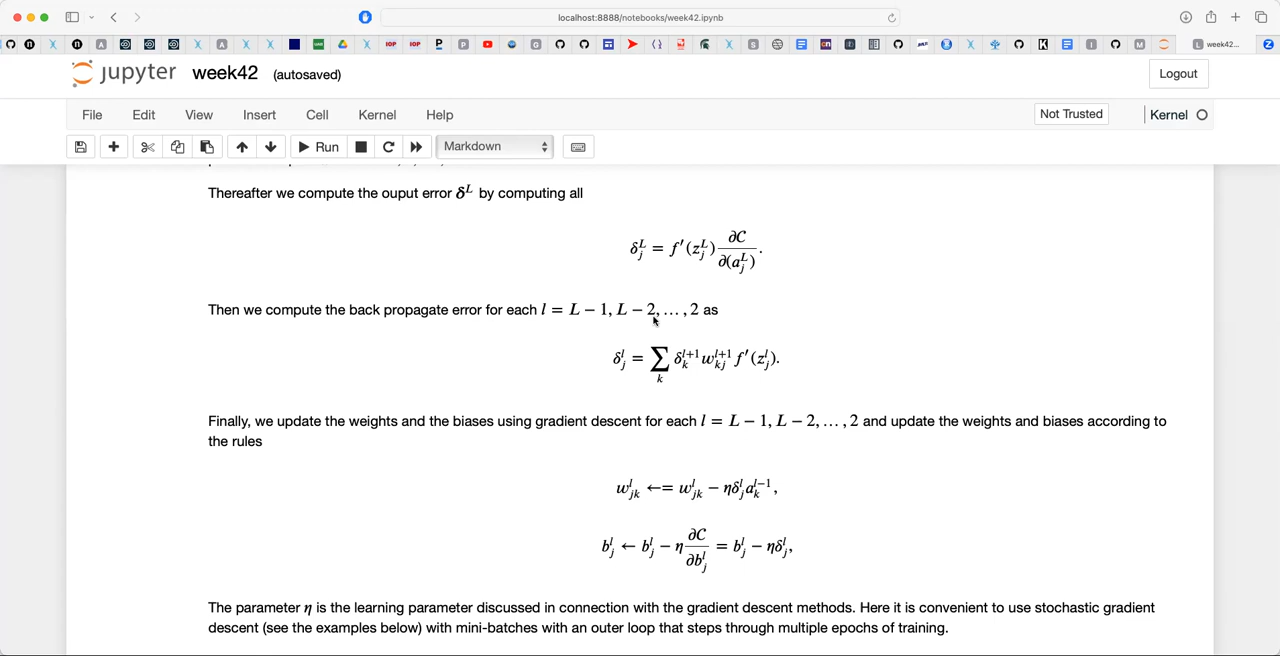 localhost:8888/notebooks/week42.ipynb
week42...
jupyter week42 (autosaved)
Logout
File Edit View Insert Cell Kernel Help
Not Trusted
Kernel
Run
Markdown
Thereafter we compute the ouput error δ^L by computing all
δ_j^L = f′(z_j^L) ∂C/∂(a_j^L).
Then we compute the back propagate error for each l = L − 1, L − 2, … , 2 as
δ_j^l = ∑_k δ_k^{l+1} w_{kj}^{l+1} f′(z_j^l).
Finally, we update the weights and the biases using gradient descent for each l = L − 1, L − 2, … , 2 and update the weights and biases according to
the rules
w_{jk}^l ←= w_{jk}^l − ηδ_j^l a_k^{l−1},
b_j^l ← b_j^l − η ∂C/∂b_j^l = b_j^l − ηδ_j^l,
The parameter η is the learning parameter discussed in connection with the gradient descent methods. Here it is convenient to use stochastic gradient
descent (see the examples below) with mini-batches with an outer loop that steps through multiple epochs of training.